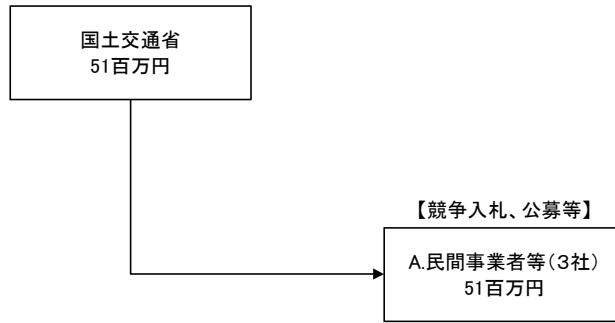 国土交通省
51百万円
【競争入札、公募等】
A.民間事業者等(3社)
51百万円